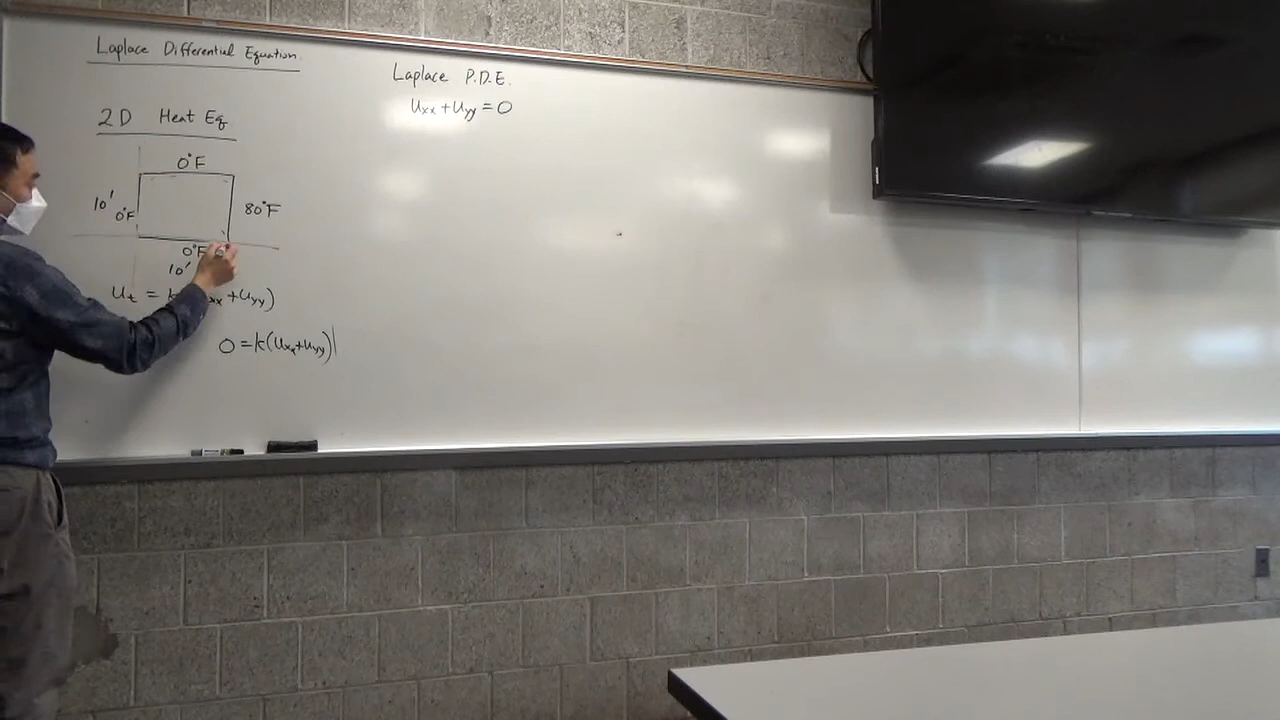 Laplace Differential Equation
2D Heat Eq
0°F
10' 0°F
80°F
0°F
10'
u_t = k( xx + u_yy)
0 = k(u_xx + u_yy)|
Laplace P.D.E.
u_xx + u_yy = 0